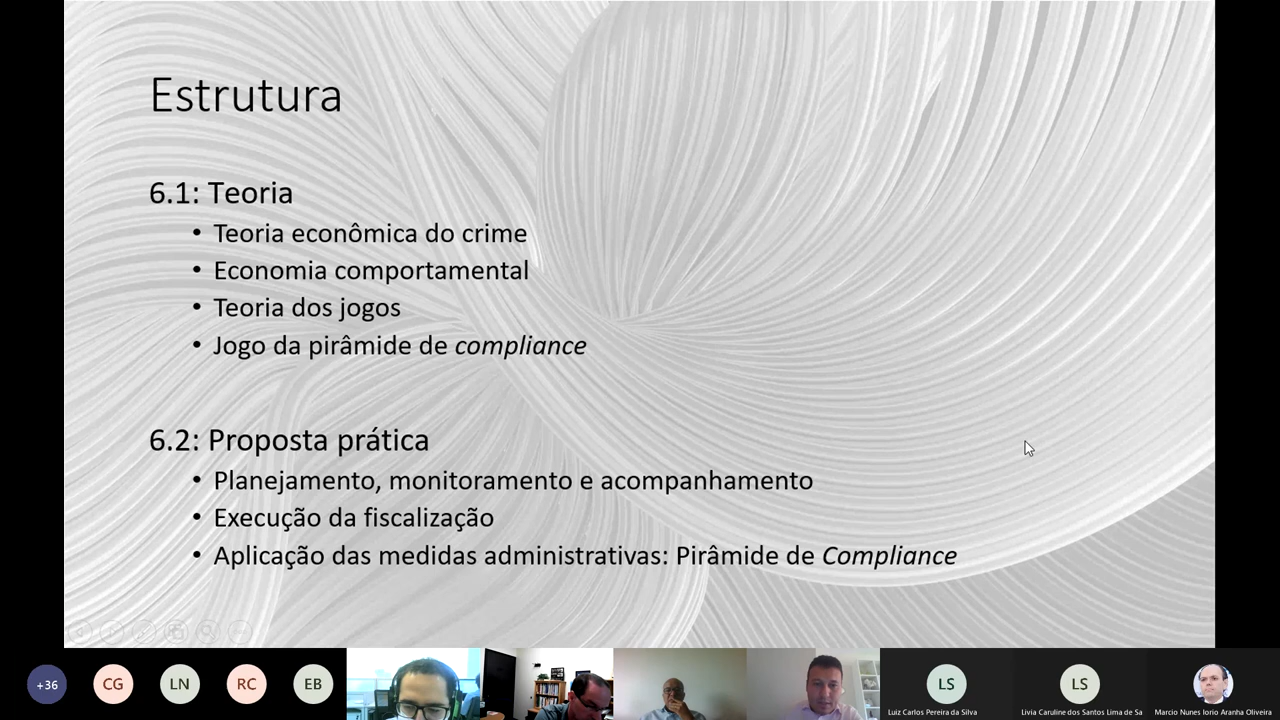 Estrutura
6.1: Teoria
• Teoria econômica do crime
• Economia comportamental
• Teoria dos jogos
• Jogo da pirâmide de compliance
6.2: Proposta prática
• Planejamento, monitoramento e acompanhamento
• Execução da fiscalização
• Aplicação das medidas administrativas: Pirâmide de Compliance
+36
CG
LN
RC
EB
LS
LS
Luiz Carlos Pereira da Silva
Livia Caruline dos Santos Lima de Sa
Marcio Nunes Iorio Aranha Oliveira